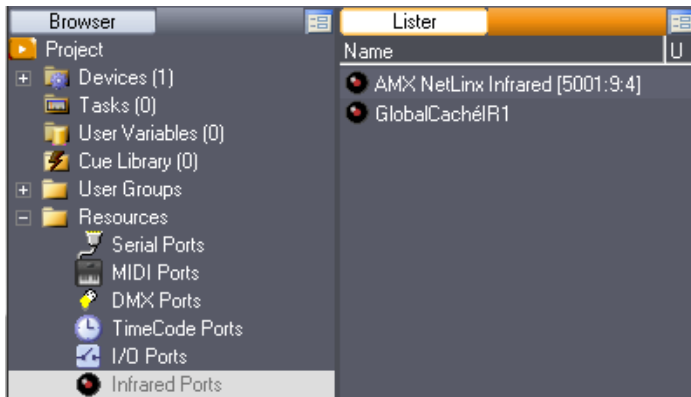 Browser
Project
Devices (1)
Tasks (0)
User Variables (0)
Cue Library (0)
User Groups
Resources
Serial Ports
MIDI Ports
DMX Ports
TimeCode Ports
I/O Ports
Infrared Ports
Lister
Name U
AMX NetLinx Infrared [5001:9:4]
GlobalCachéIR1